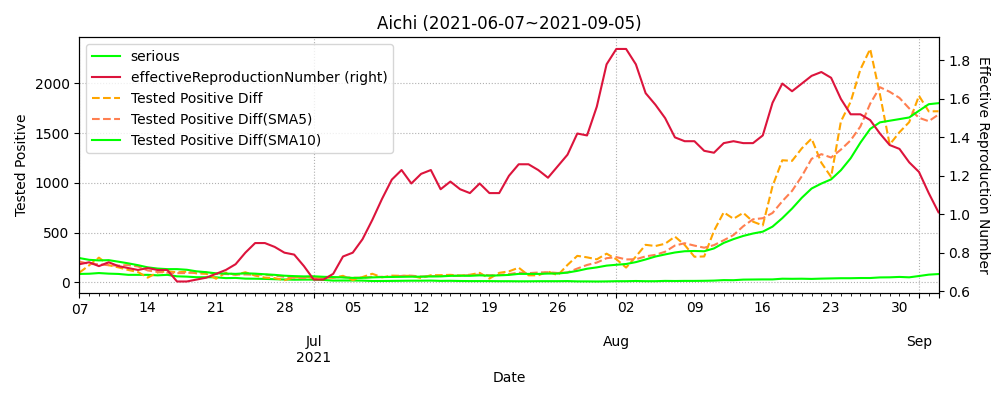 Aichi (2021-06-07~2021-09-05)
serious
effectiveReproductionNumber (right)
Tested Positive Diff
Tested Positive Diff(SMA5)
Tested Positive Diff(SMA10)
Tested Positive
2000
1500
1000
500
0
Effective Reproduction Number
1.8
1.6
1.4
1.2
1.0
0.8
0.6
07 14 21 28 05 12 19 26 02 09 16 23 30
Jul Aug Sep
2021
Date